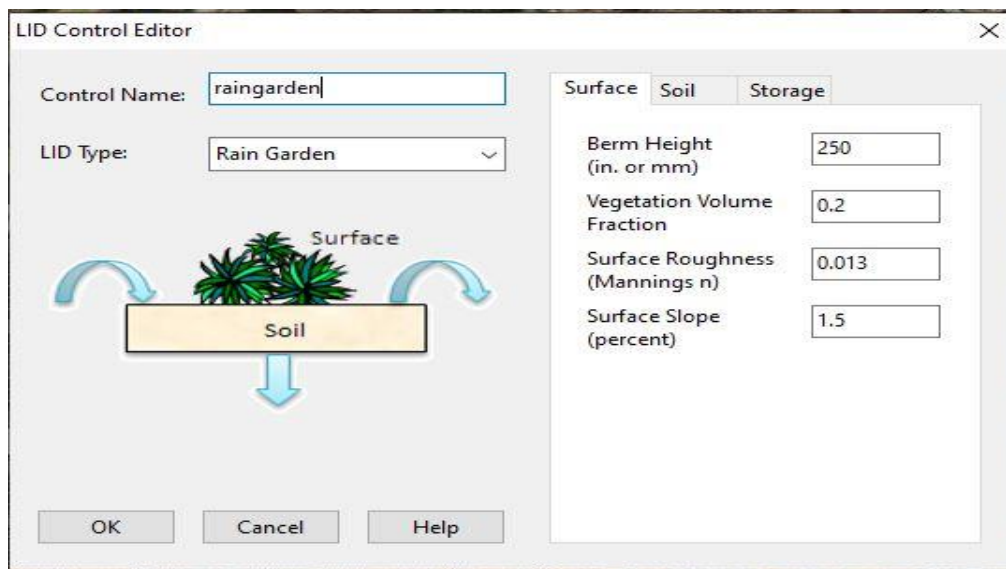 LID Control Editor
Control Name:
raingarden
LID Type:
Rain Garden
Surface
Soil
OK
Cancel
Help
Surface
Soil
Storage
Berm Height
(in. or mm)
250
Vegetation Volume
Fraction
0.2
Surface Roughness
(Mannings n)
0.013
Surface Slope
(percent)
1.5